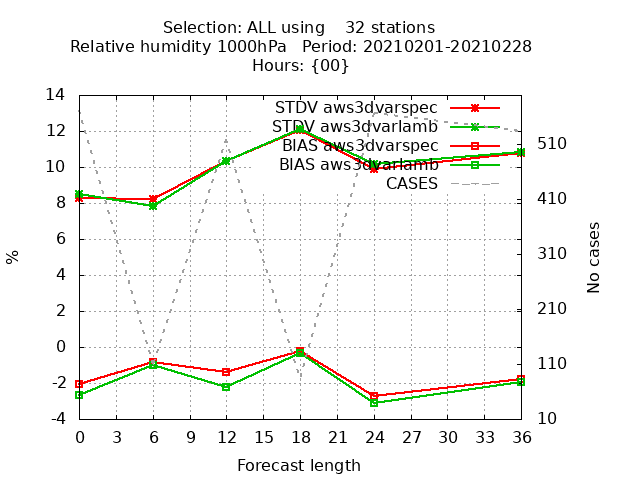 Selection: ALL using    32 stations
Relative humidity 1000hPa   Period: 20210201-20210228
Hours: {00}
STDV aws3dvarspec
STDV aws3dvarlamb
BIAS aws3dvarspec
BIAS aws3dvarlamb
CASES
14
12
10
8
6
4
2
0
-2
-4
%
510
410
310
210
110
10
No cases
0 3 6 9 12 15 18 21 24 27 30 33 36
Forecast length